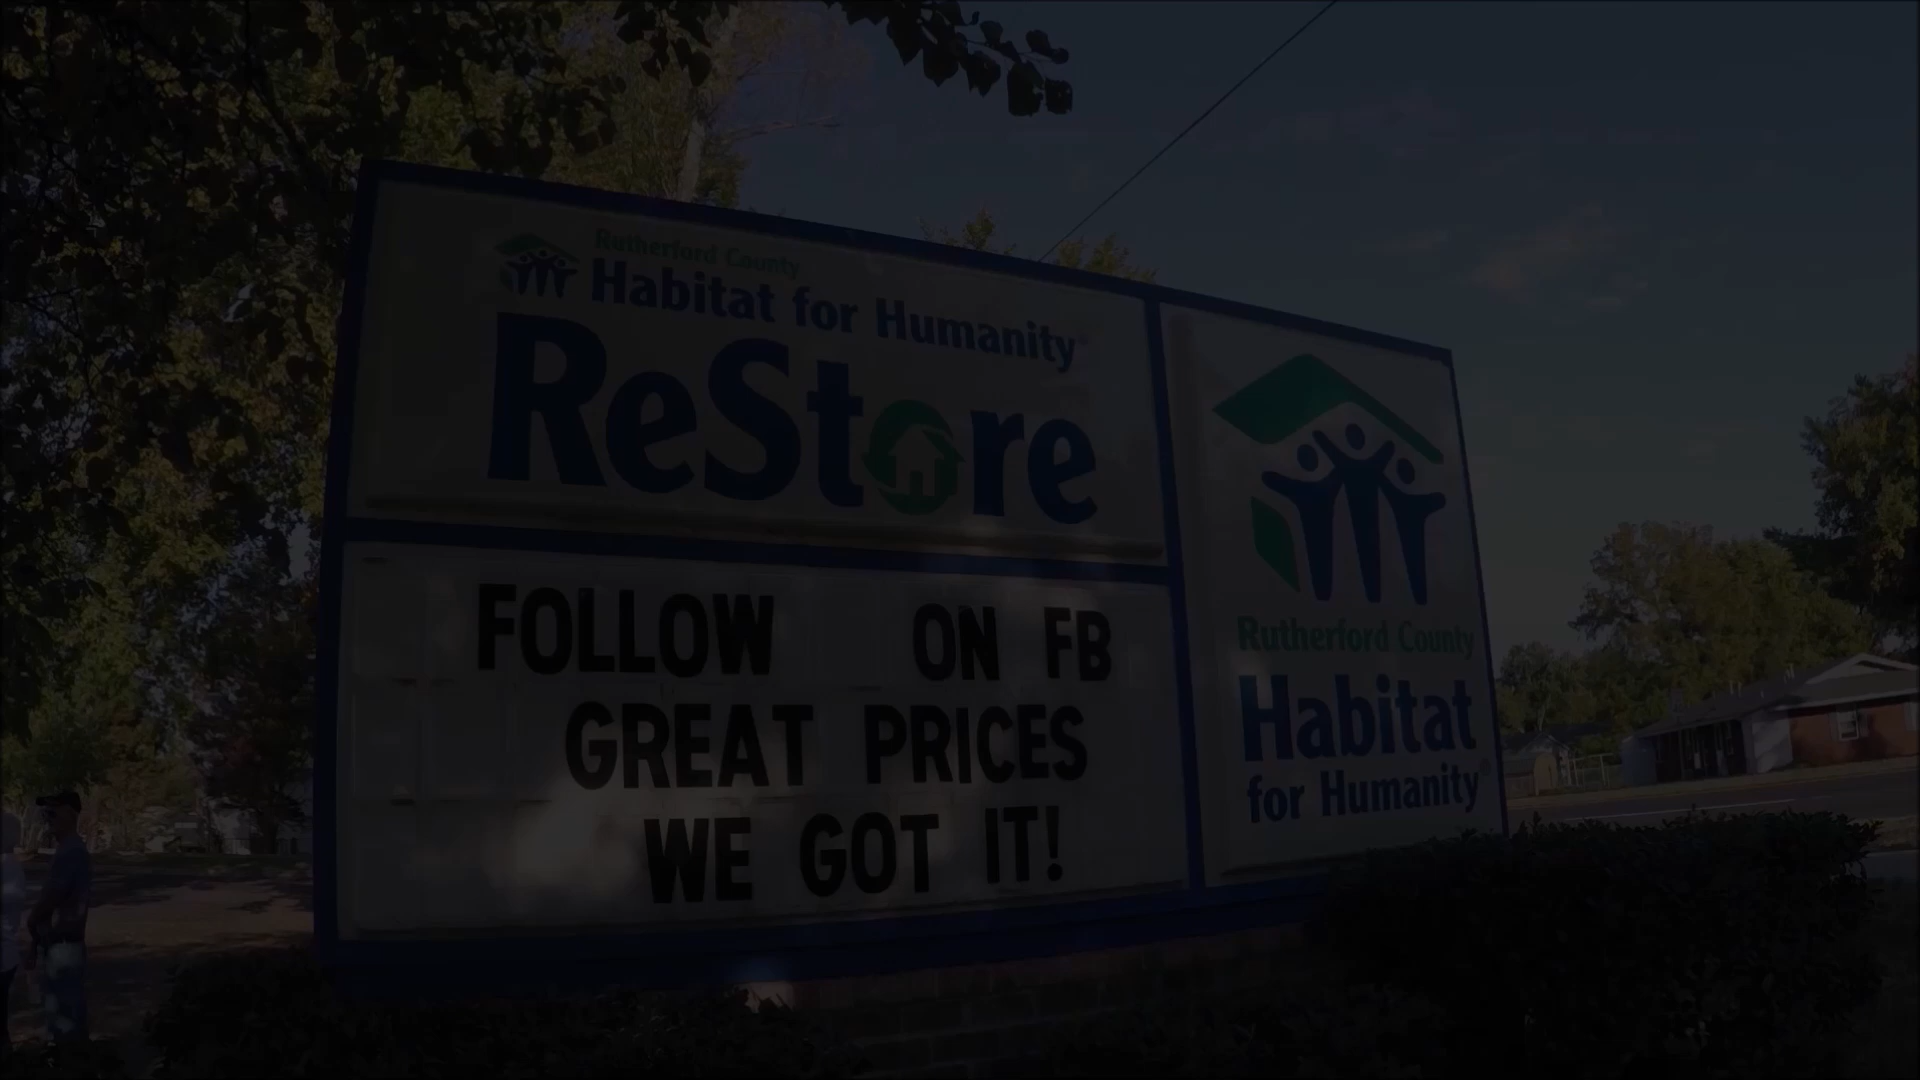 Rutherford County
Habitat for Humanity®
ReStore
FOLLOW ON FB
GREAT PRICES
WE GOT IT!
Rutherford County
Habitat
for Humanity®